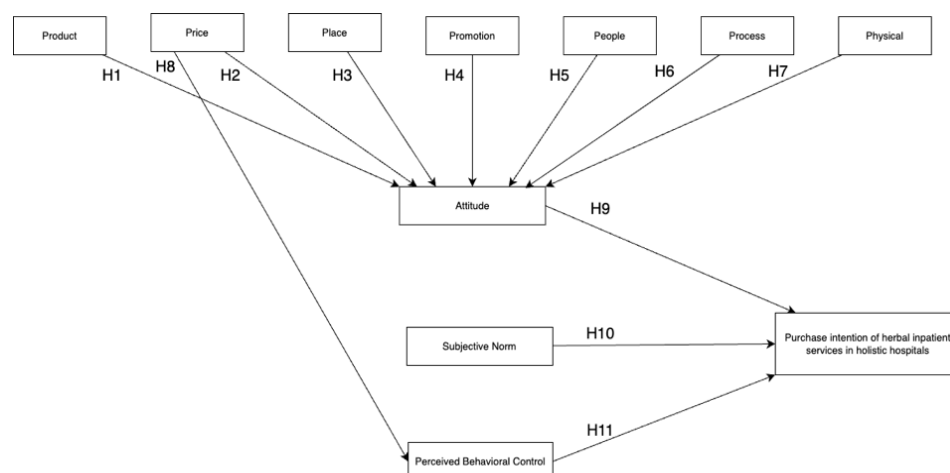 Product
Price
Place
Promotion
People
Process
Physical
H1
H8
H2
H3
H4
H5
H6
H7
Attitude
H9
Subjective Norm
H10
Purchase intention of herbal inpatient
services in holistic hospitals
H11
Perceived Behavioral Control